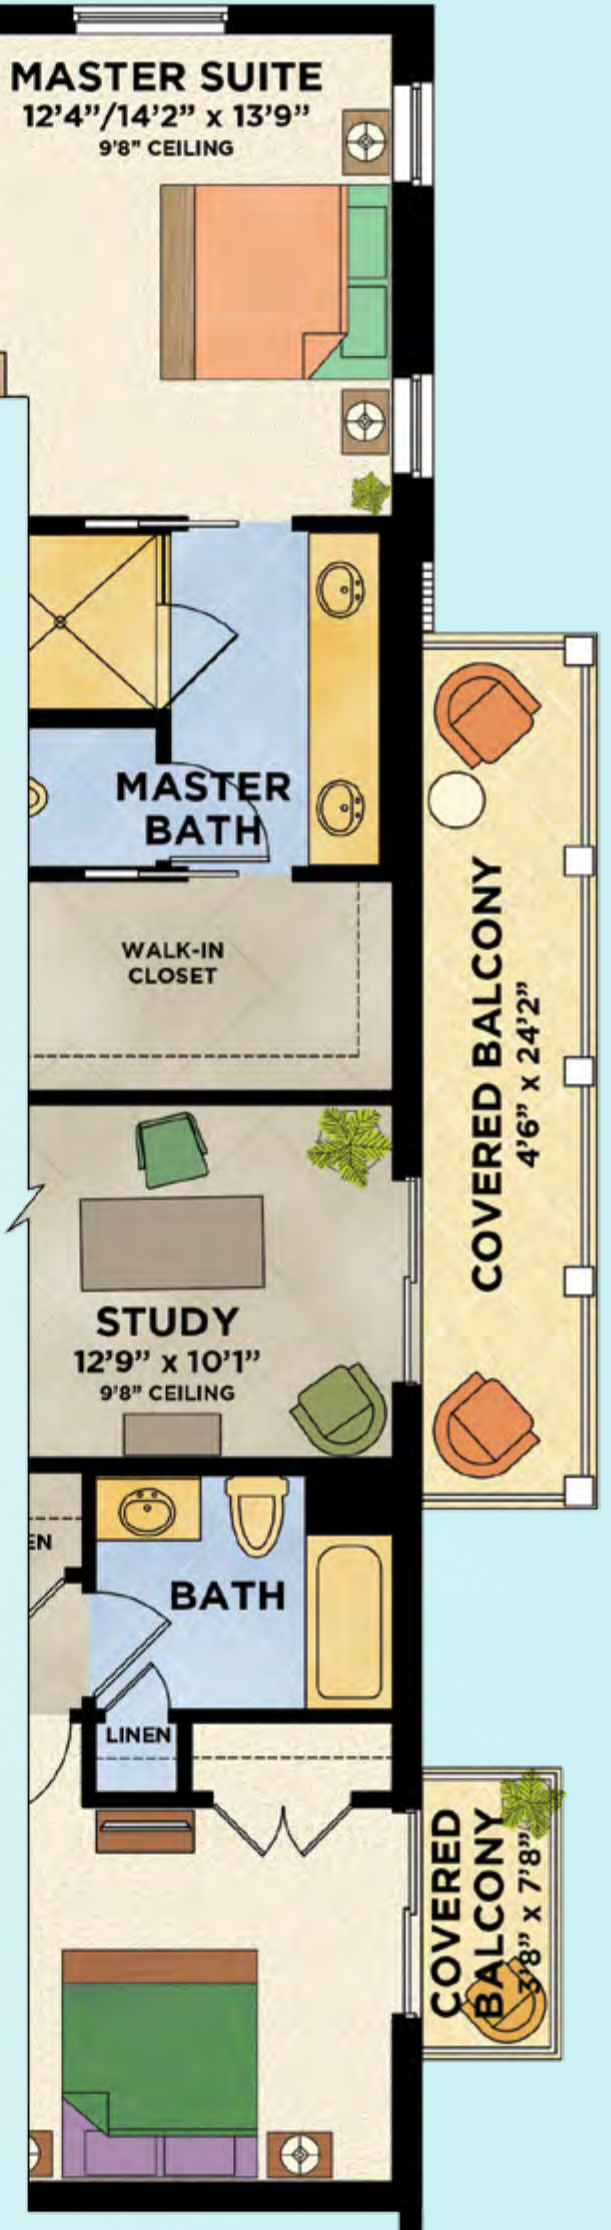 MASTER SUITE
12'4"/14'2" x 13'9"
9'8" CEILING
MASTER
BATH
WALK-IN
CLOSET
COVERED BALCONY
4'6" x 24'2"
STUDY
12'9" x 10'1"
9'8" CEILING
EN
BATH
LINEN
COVERED
BALCONY
3'8" x 7'8"